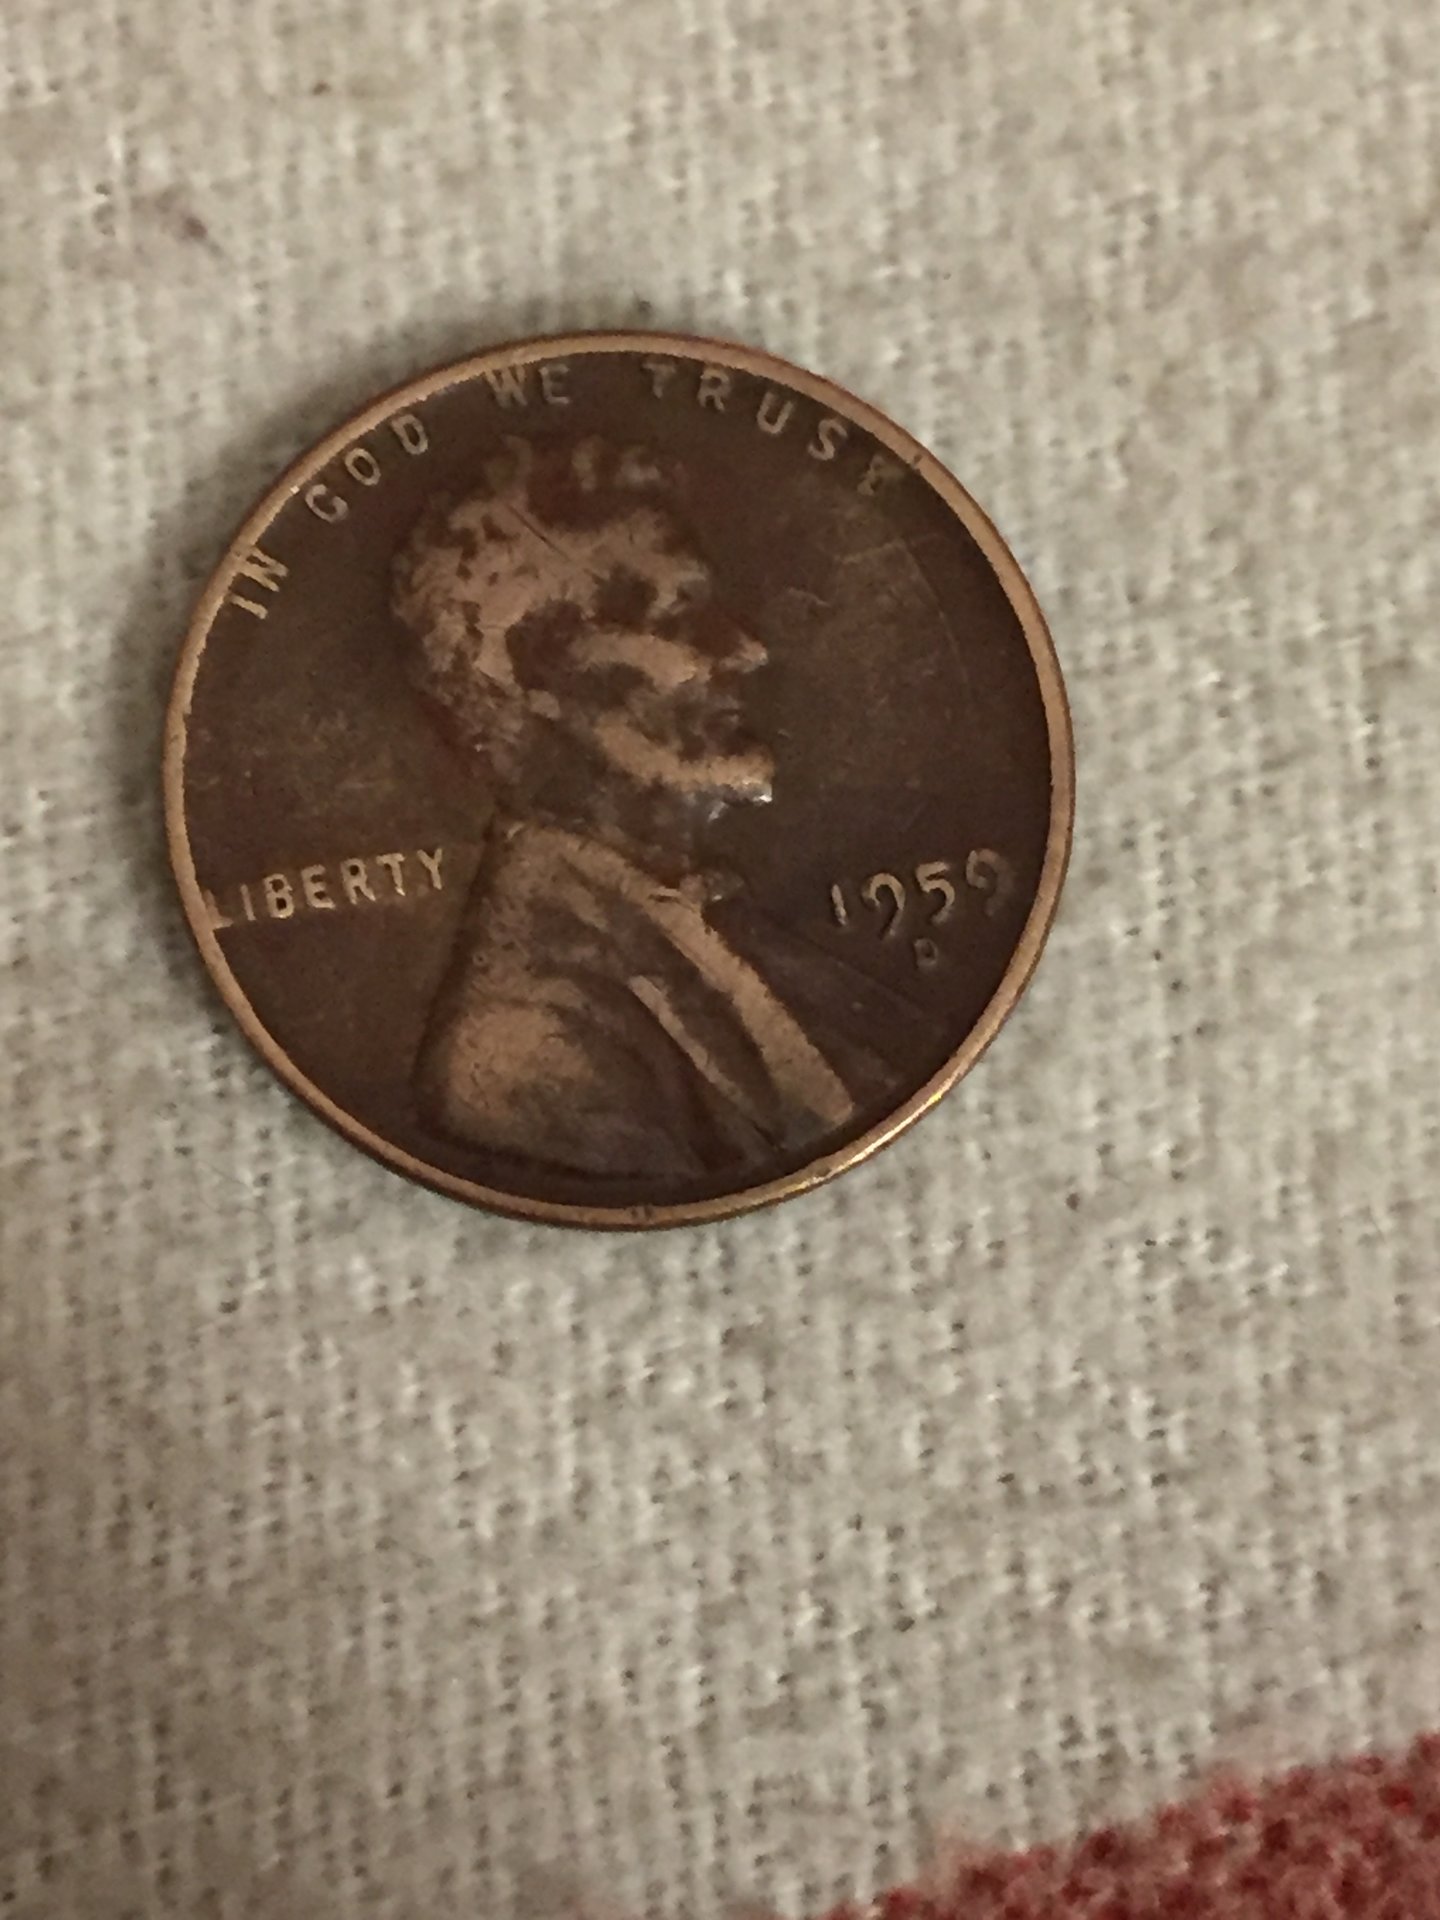 IN GOD WE TRUST
LIBERTY
1959
D